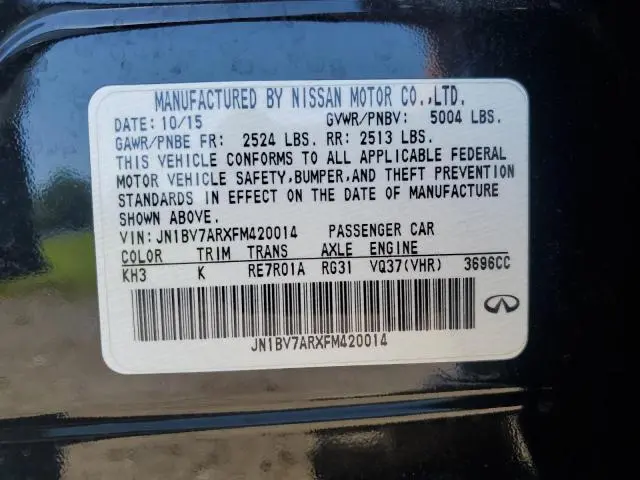 MANUFACTURED BY NISSAN MOTOR CO.,LTD.
DATE: 10/15 GVWR/PNBV: 5004 LBS.
GAWR/PNBE FR: 2524 LBS. RR: 2513 LBS.
THIS VEHICLE CONFORMS TO ALL APPLICABLE FEDERAL
MOTOR VEHICLE SAFETY,BUMPER,AND THEFT PREVENTION
STANDARDS IN EFFECT ON THE DATE OF MANUFACTURE
SHOWN ABOVE.
VIN:JN1BV7ARXFM420014 PASSENGER CAR
COLOR TRIM TRANS AXLE ENGINE
KH3 K RE7R01A RG31 VQ37(VHR) 3696CC
JN1BV7ARXFM420014